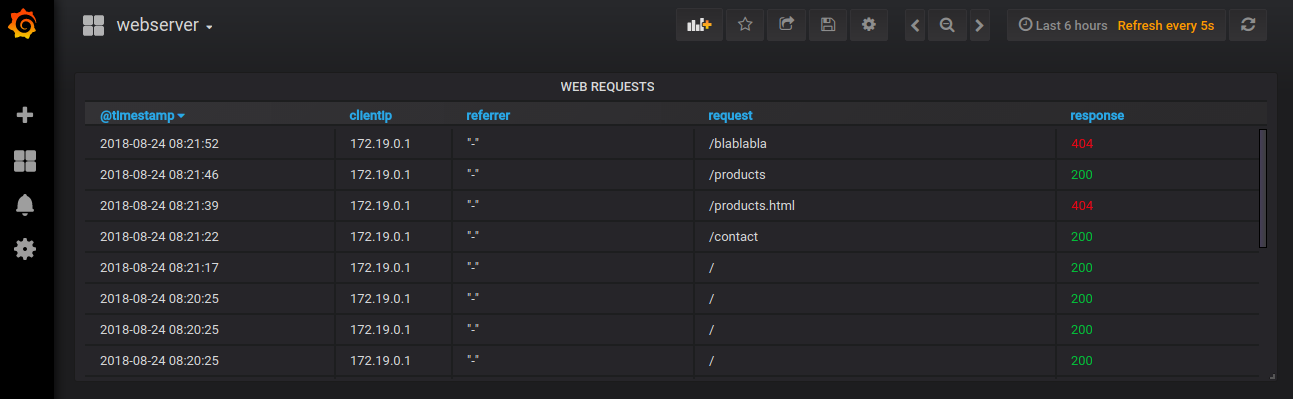 webserver
Last 6 hours Refresh every 5s
WEB REQUESTS
@timestamp clientip referrer request response
2018-08-24 08:21:52 172.19.0.1 "-" /blablabla 404
2018-08-24 08:21:46 172.19.0.1 "-" /products 200
2018-08-24 08:21:39 172.19.0.1 "-" /products.html 404
2018-08-24 08:21:22 172.19.0.1 "-" /contact 200
2018-08-24 08:21:17 172.19.0.1 "-" / 200
2018-08-24 08:20:25 172.19.0.1 "-" / 200
2018-08-24 08:20:25 172.19.0.1 "-" / 200
2018-08-24 08:20:25 172.19.0.1 "-" / 200